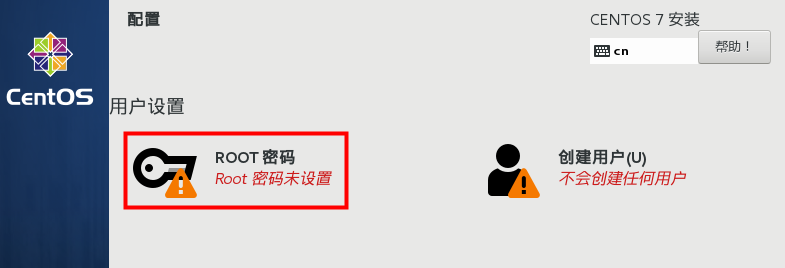 配置
CENTOS 7 安装
cn
帮助！
CentOS
用户设置
ROOT 密码
Root 密码未设置
创建用户(U)
不会创建任何用户